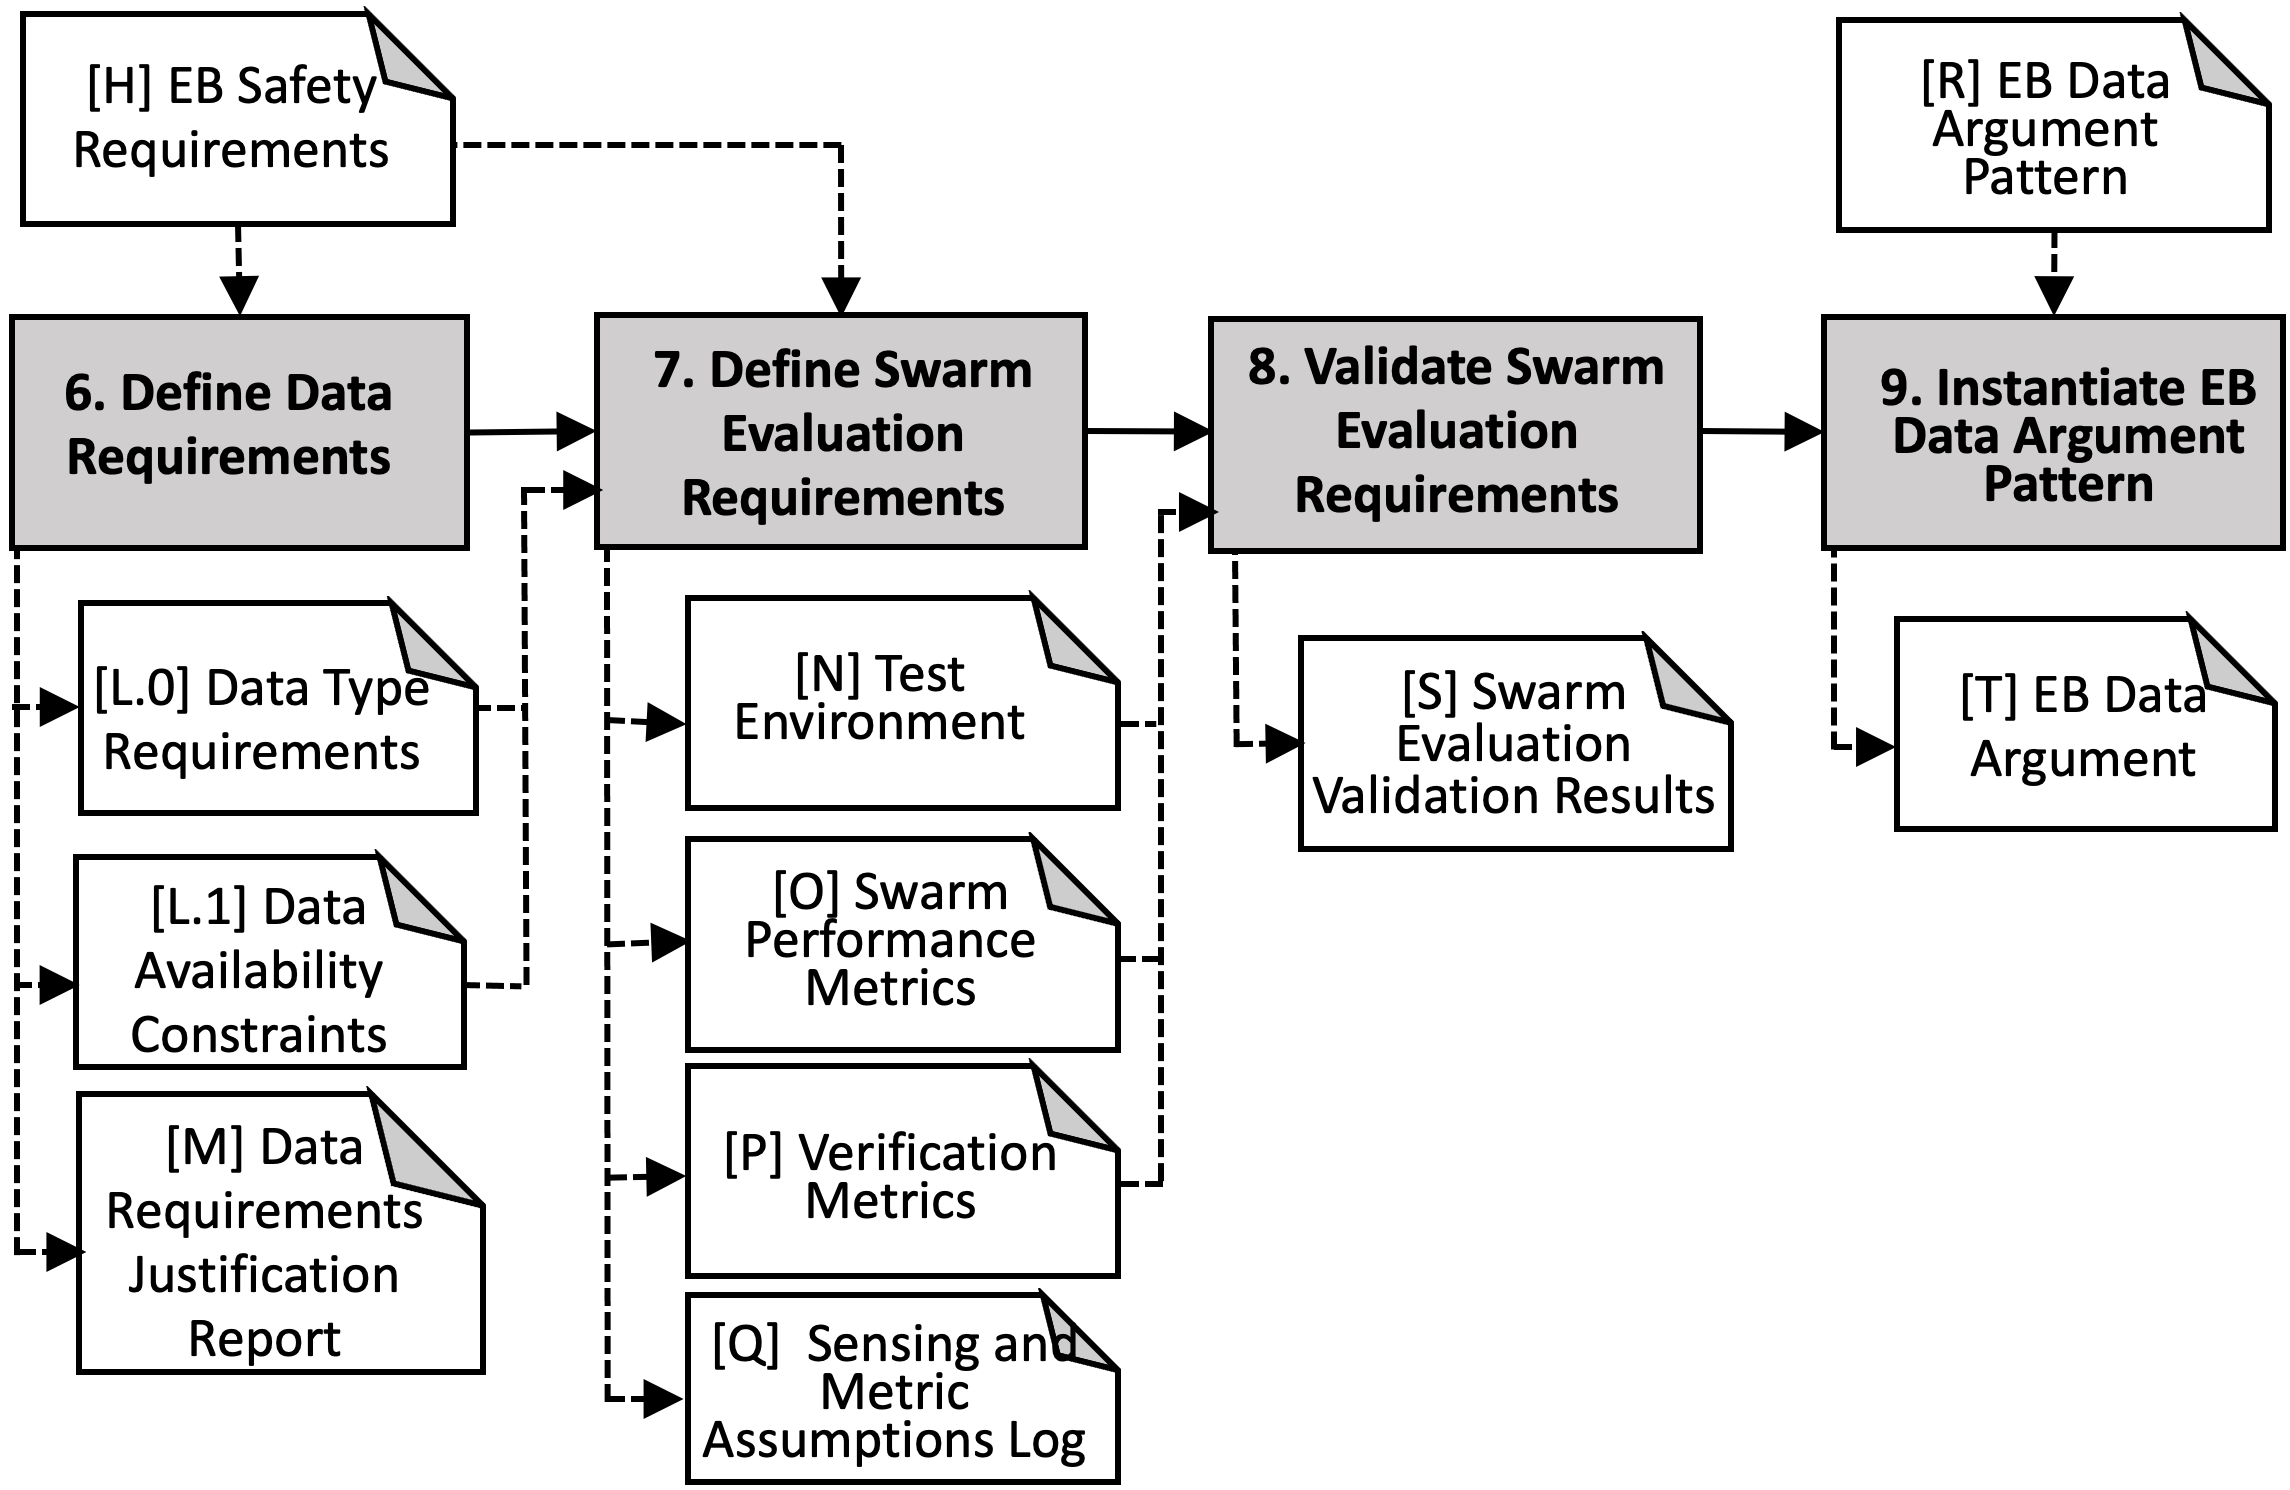 [H] EB Safety
Requirements
[R] EB Data
Argument
Pattern
6. Define Data
Requirements
7. Define Swarm
Evaluation
Requirements
8. Validate Swarm
Evaluation
Requirements
9. Instantiate EB
Data Argument
Pattern
[L.0] Data Type
Requirements
[L.1] Data
Availability
Constraints
[M] Data
Requirements
Justification
Report
[N] Test
Environment
[O] Swarm
Performance
Metrics
[P] Verification
Metrics
[Q] Sensing and
Metric
Assumptions Log
[S] Swarm
Evaluation
Validation Results
[T] EB Data
Argument